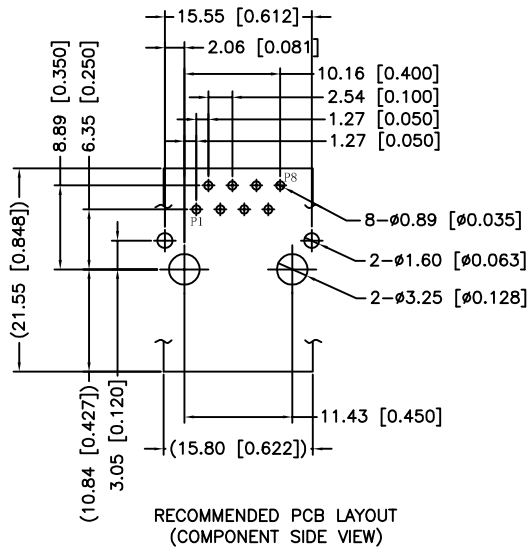 15.55 [0.612]
2.06 [0.081]
10.16 [0.400]
2.54 [0.100]
1.27 [0.050]
1.27 [0.050]
8.89 [0.350]
6.35 [0.250]
P8
P1
8-ø0.89 [ø0.035]
2-ø1.60 [ø0.063]
2-ø3.25 [ø0.128]
(21.55 [0.848])
(10.84 [0.427])
3.05 [0.120]
11.43 [0.450]
(15.80 [0.622])
RECOMMENDED PCB LAYOUT
(COMPONENT SIDE VIEW)